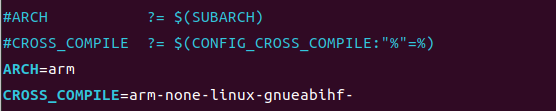 #ARCH          ?= $(SUBARCH)
#CROSS_COMPILE  ?= $(CONFIG_CROSS_COMPILE:"%"=%)
ARCH=arm
CROSS_COMPILE=arm-none-linux-gnueabihf-